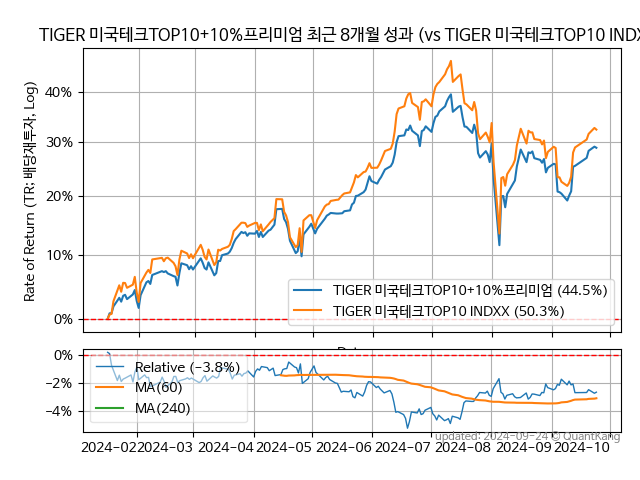 TIGER 미국테크TOP10+10%프리미엄 최근 8개월 성과 (vs TIGER 미국테크TOP10 INDX
Rate of Return (TR: 배당재투자, Log)
40%
30%
20%
10%
0%
TIGER 미국테크TOP10+10%프리미엄 (44.5%)
TIGER 미국테크TOP10 INDXX (50.3%)
0%
−2%
−4%
Relative (−3.8%)
MA(60)
MA(240)
updated: 2024-09-24 © QuantKang
2024-02 2024-03 2024-04 2024-05 2024-06 2024-07 2024-08 2024-09 2024-10